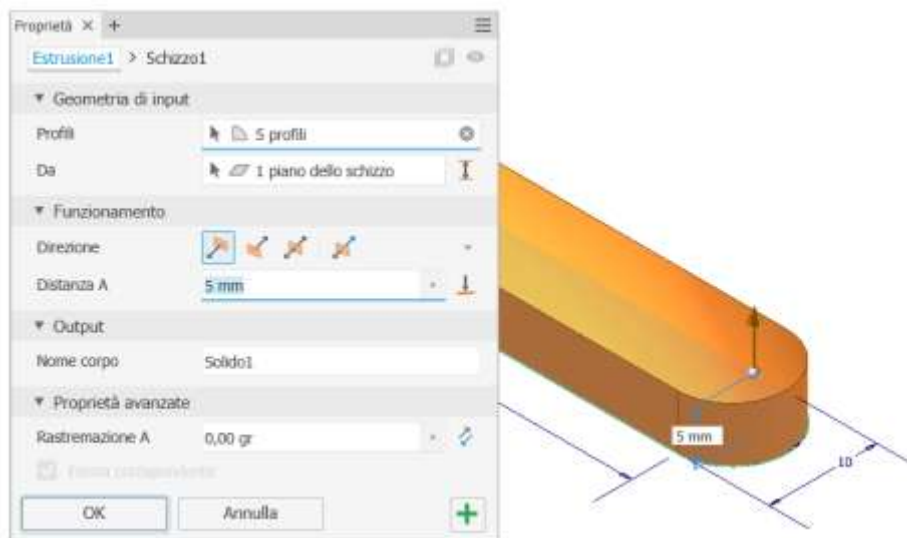 Proprietà × +
Estrusione1 > Schizzo1
Geometria di input
Profili 5 profili
Da 1 piano dello schizzo
Funzionamento
Direzione
Distanza A 5 mm
Output
Nome corpo Solido1
Proprietà avanzate
Rastremazione A 0,00 gr
OK Annulla
5 mm
10